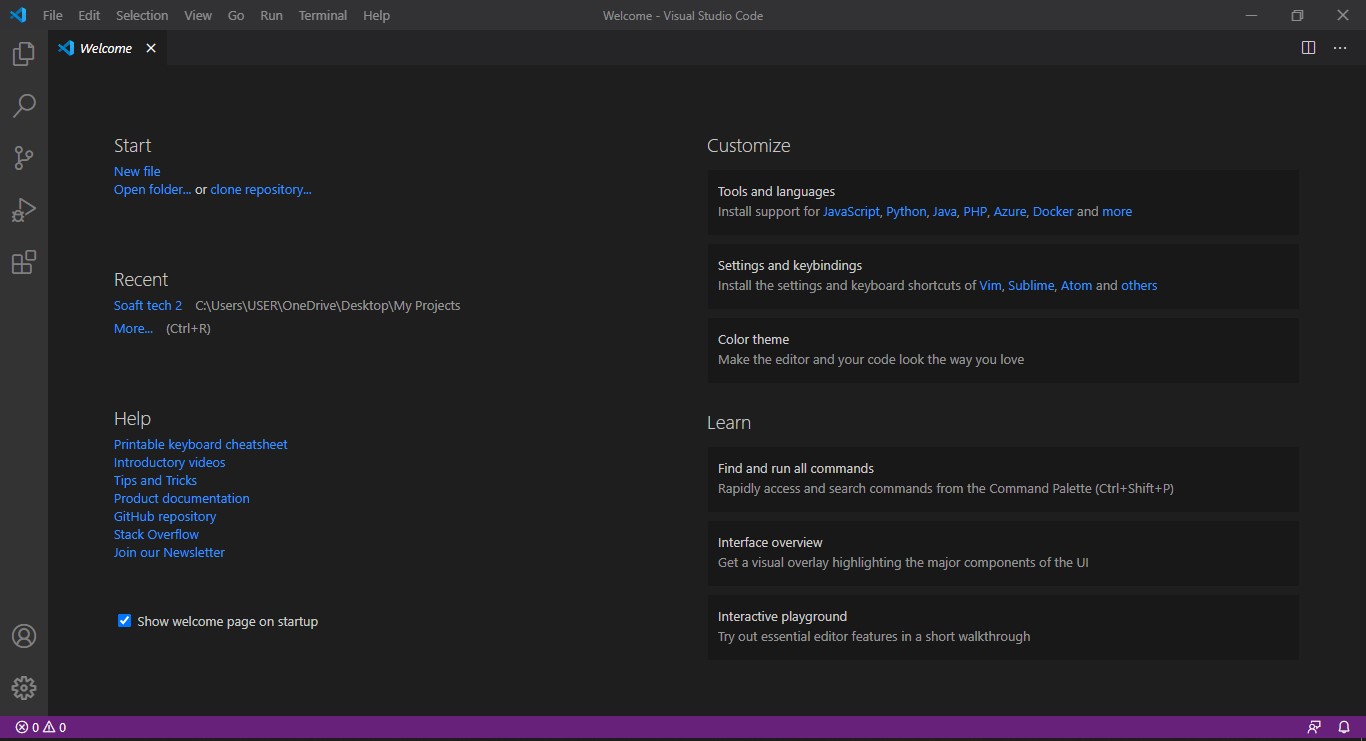 File Edit Selection View Go Run Terminal Help
Welcome - Visual Studio Code
Welcome
Start
New file
Open folder... or clone repository...
Recent
Soaft tech 2 C:\Users\USER\OneDrive\Desktop\My Projects
More... (Ctrl+R)
Help
Printable keyboard cheatsheet
Introductory videos
Tips and Tricks
Product documentation
GitHub repository
Stack Overflow
Join our Newsletter
Show welcome page on startup
Customize
Tools and languages
Install support for JavaScript, Python, Java, PHP, Azure, Docker and more
Settings and keybindings
Install the settings and keyboard shortcuts of Vim, Sublime, Atom and others
Color theme
Make the editor and your code look the way you love
Learn
Find and run all commands
Rapidly access and search commands from the Command Palette (Ctrl+Shift+P)
Interface overview
Get a visual overlay highlighting the major components of the UI
Interactive playground
Try out essential editor features in a short walkthrough
0 0